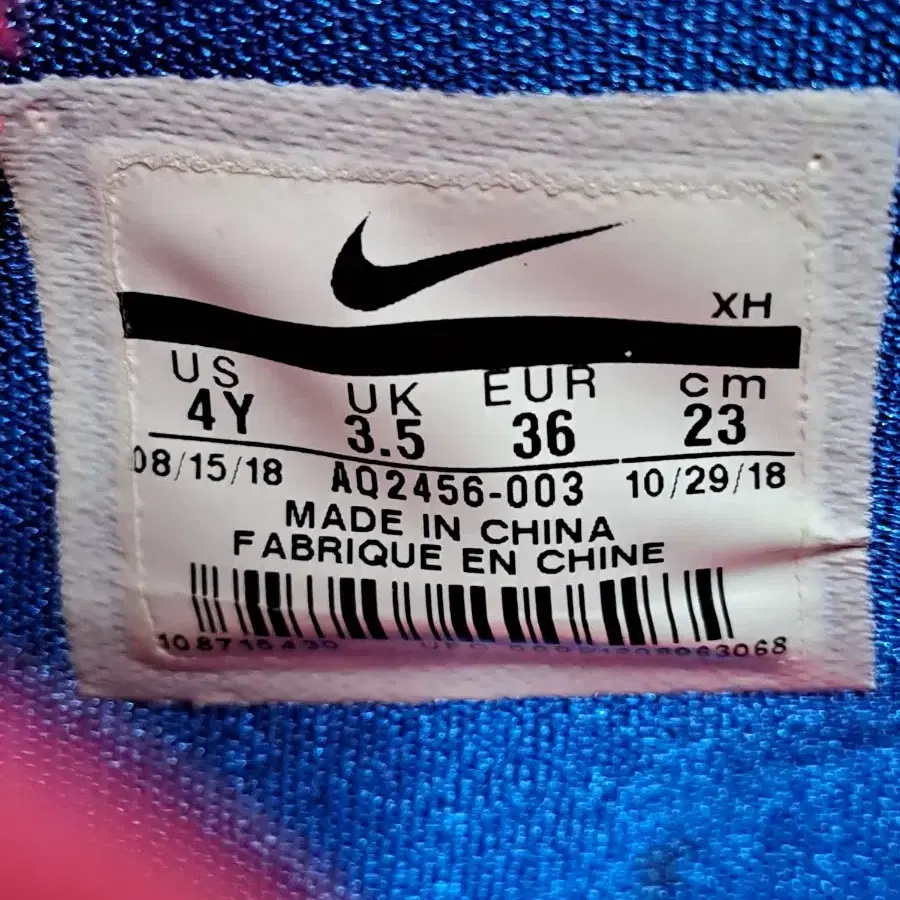 XH
US UK EUR cm
4Y 3.5 36 23
08/15/18 AQ2456-003 10/29/18
MADE IN CHINA
FABRIQUE EN CHINE